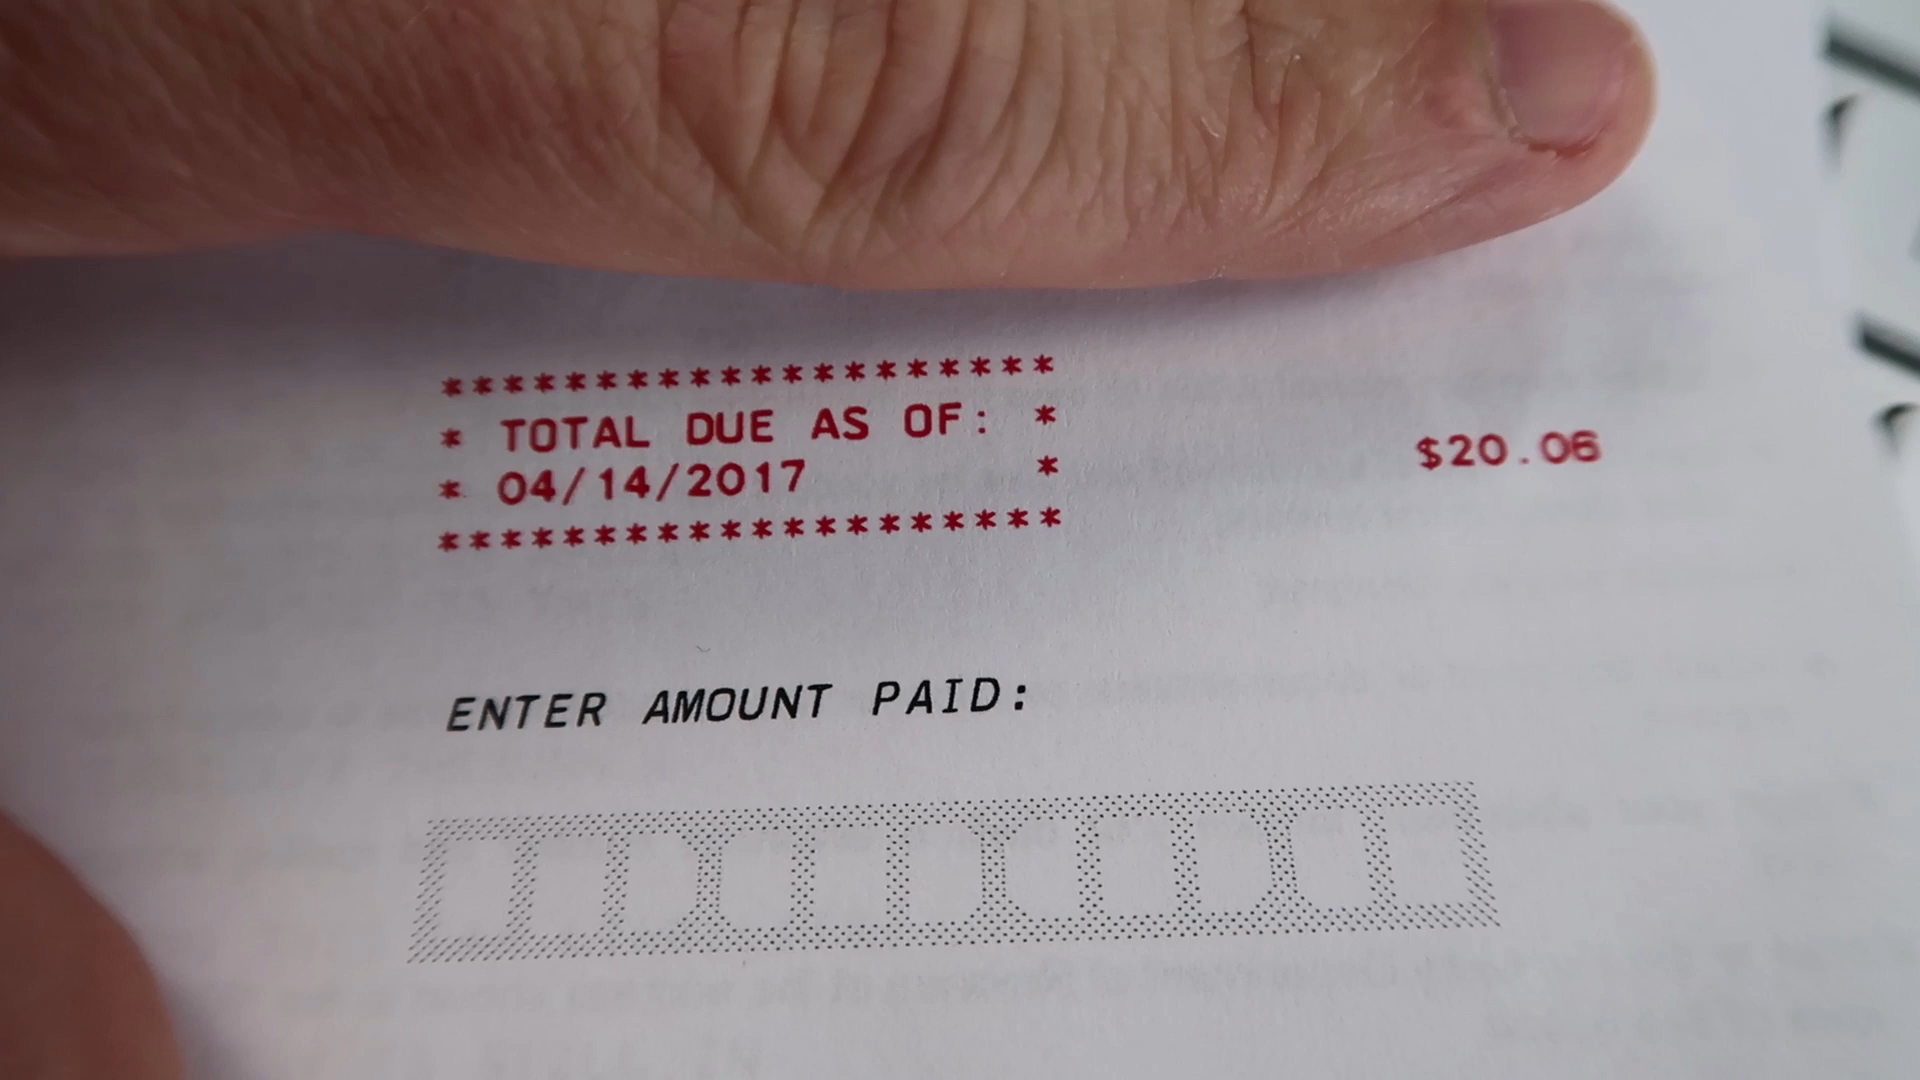 *******************​*
* TOTAL DUE AS OF: *
$20.06
* 04/14/2017 *
********************
ENTER AMOUNT PAID: